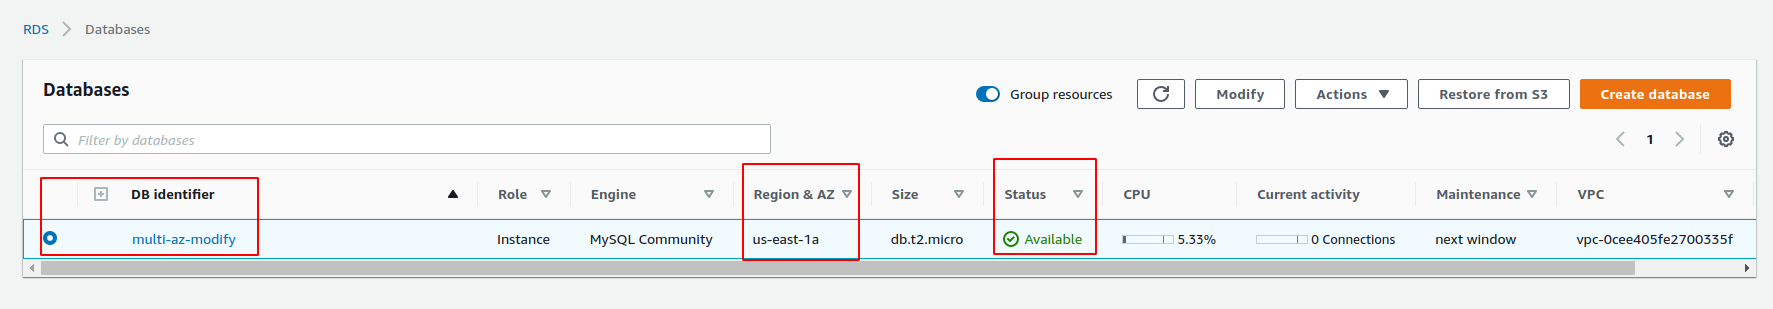 RDS Databases
Databases
Group resources Modify Actions Restore from S3 Create database
Filter by databases
1
DB identifier Role Engine Region & AZ Size Status CPU Current activity Maintenance VPC
multi-az-modify Instance MySQL Community us-east-1a db.t2.micro Available 5.33% 0 Connections next window vpc-0cee405fe2700335f